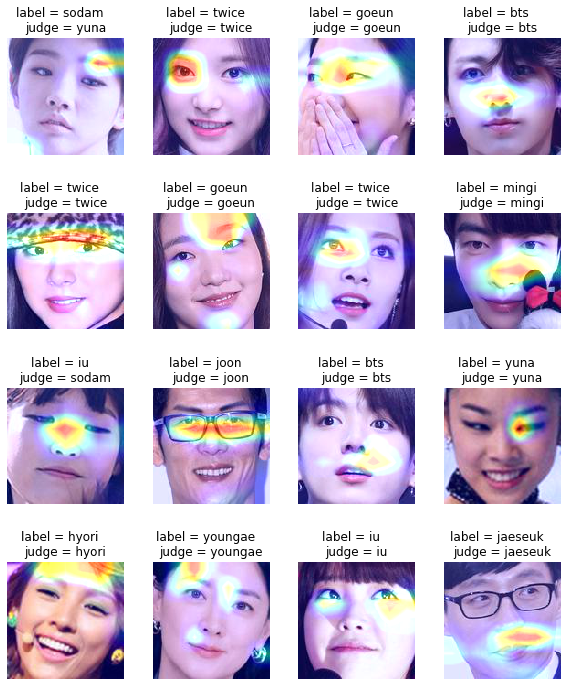 label = sodam
judge = yuna
label = twice
judge = twice
label = goeun
judge = goeun
label = bts
judge = bts
label = twice
judge = twice
label = goeun
judge = goeun
label = twice
judge = twice
label = mingi
judge = mingi
label = iu
judge = sodam
label = joon
judge = joon
label = bts
judge = bts
label = yuna
judge = yuna
label = hyori
judge = hyori
label = youngae
judge = youngae
label = iu
judge = iu
label = jaeseuk
judge = jaeseuk